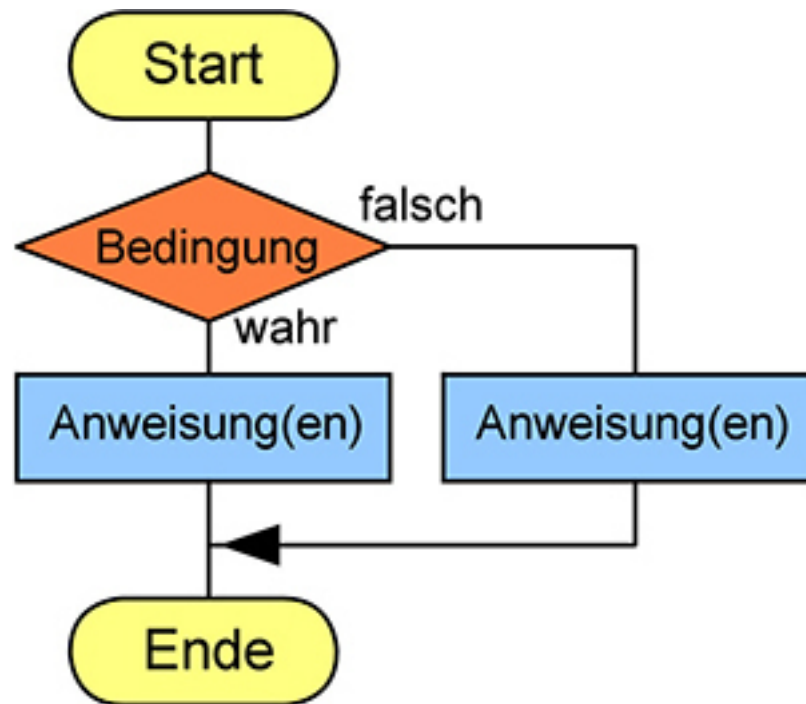 Start
falsch
Bedingung
wahr
Anweisung(en)
Anweisung(en)
Ende